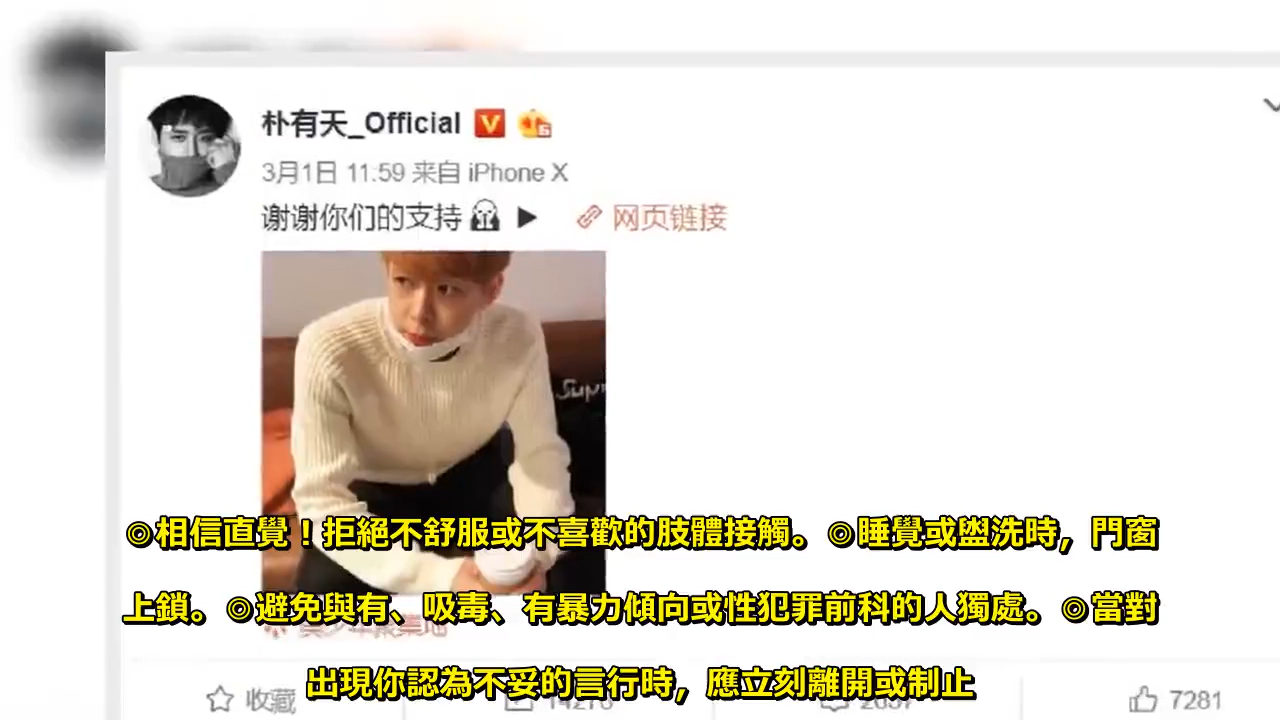 朴有天_Official
3月1日 11:59 来自 iPhone X
谢谢你们的支持 网页链接
◎相信直覺！拒絕不舒服或不喜歡的肢體接觸。◎睡覺或盥洗時，門窗
上鎖。◎避免與有、吸毒、有暴力傾向或性犯罪前科的人獨處。◎當對
出現你認為不妥的言行時，應立刻離開或制止
收藏
7281